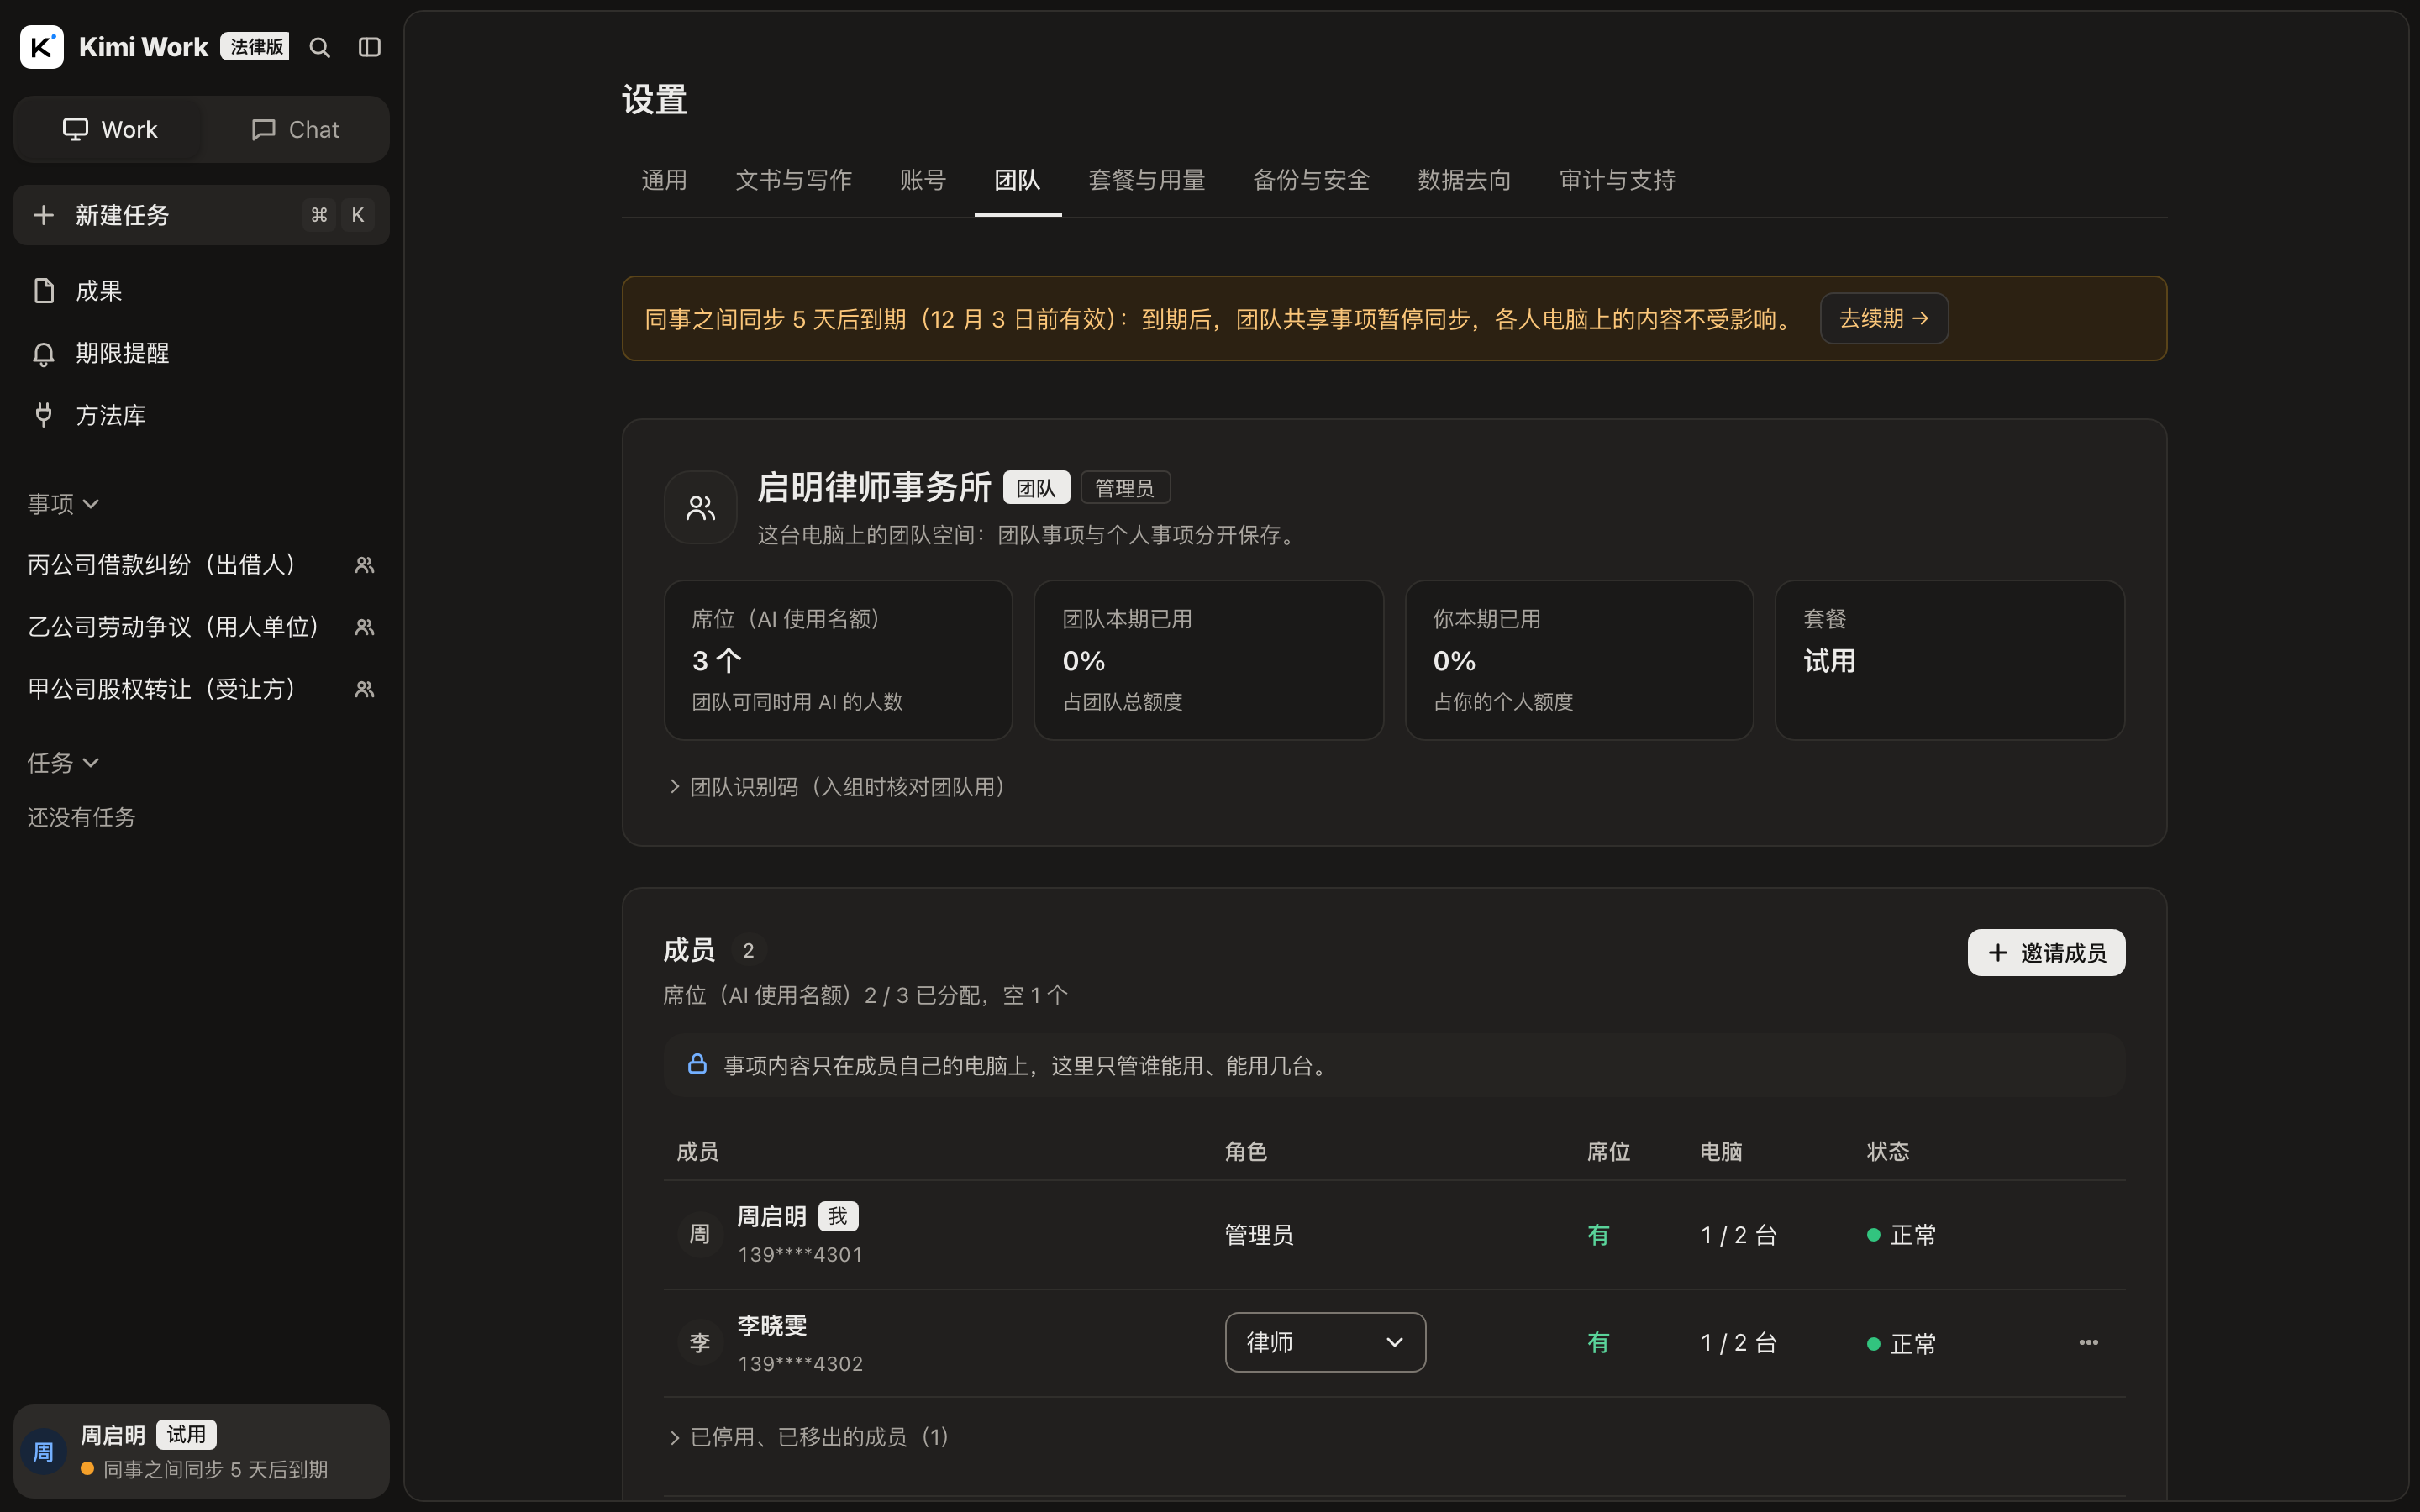 Kimi Work 法律版
Work
Chat
新建任务 ⌘ K
成果
期限提醒
方法库
事项
丙公司借款纠纷（出借人）
乙公司劳动争议（用人单位）
甲公司股权转让（受让方）
任务
还没有任务
周 周启明 试用
同事之间同步 5 天后到期
设置
通用 文书与写作 账号 团队 套餐与用量 备份与安全 数据去向 审计与支持
同事之间同步 5 天后到期（12 月 3 日前有效）：到期后，团队共享事项暂停同步，各人电脑上的内容不受影响。 去续期 →
启明律师事务所 团队 管理员
这台电脑上的团队空间：团队事项与个人事项分开保存。
席位（AI 使用名额）
3 个
团队可同时用 AI 的人数
团队本期已用
0%
占团队总额度
你本期已用
0%
占你的个人额度
套餐
试用
团队识别码（入组时核对团队用）
成员 2
邀请成员
席位（AI 使用名额）2 / 3 已分配，空 1 个
事项内容只在成员自己的电脑上，这里只管谁能用、能用几台。
成员 角色 席位 电脑 状态
周 周启明 我
139****4301
管理员 有 1 / 2 台 正常
李 李晓雯
139****4302
律师 有 1 / 2 台 正常
已停用、已移出的成员（1）